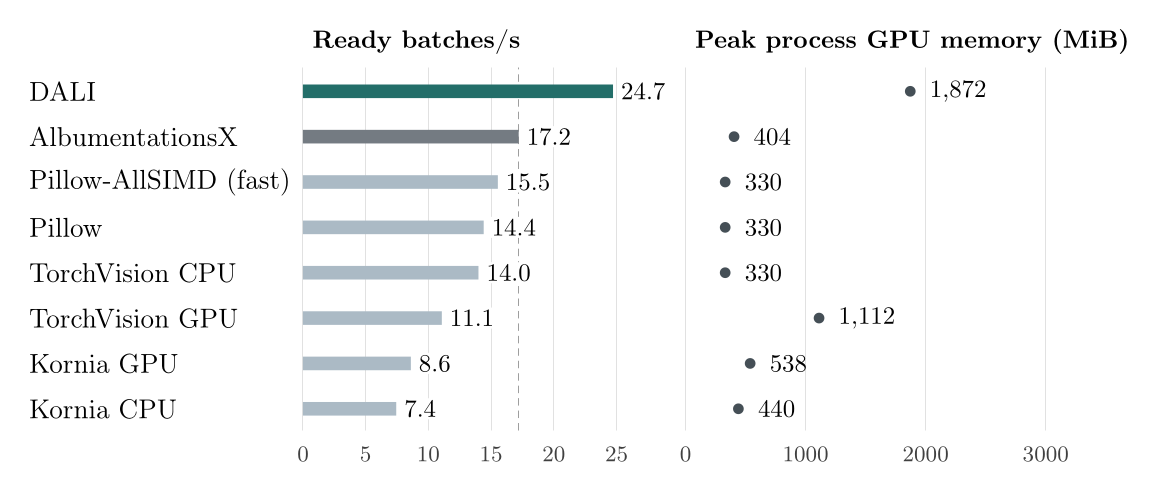 Ready batches/s Peak process GPU memory (MiB)
DALI 24.7 1,872
AlbumentationsX 17.2 404
Pillow-AllSIMD (fast) 15.5 330
Pillow 14.4 330
TorchVision CPU 14.0 330
TorchVision GPU 11.1 1,112
Kornia GPU 8.6 538
Kornia CPU 7.4 440
0 5 10 15 20 25 0 1000 2000 3000